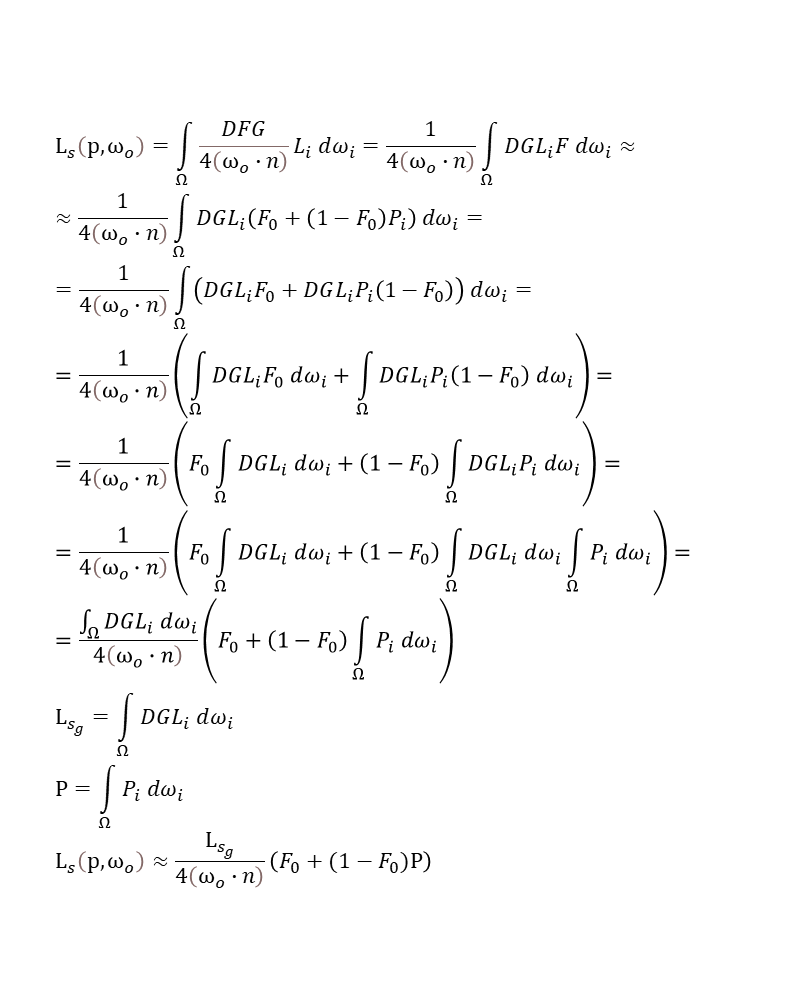 L_s(p,ω_o) = ∫_Ω DFG/4(ω_o · n) L_i dω_i = 1/4(ω_o · n) ∫_Ω DGL_iF dω_i ≈
≈ 1/4(ω_o · n) ∫_Ω DGL_i(F_0 + (1 − F_0)P_i) dω_i =
= 1/4(ω_o · n) ∫_Ω (DGL_iF_0 + DGL_iP_i(1 − F_0)) dω_i =
= 1/4(ω_o · n) (∫_Ω DGL_iF_0 dω_i + ∫_Ω DGL_iP_i(1 − F_0) dω_i) =
= 1/4(ω_o · n) (F_0 ∫_Ω DGL_i dω_i + (1 − F_0) ∫_Ω DGL_iP_i dω_i) =
= 1/4(ω_o · n) (F_0 ∫_Ω DGL_i dω_i + (1 − F_0) ∫_Ω DGL_i dω_i ∫_Ω P_i dω_i) =
= ∫_Ω DGL_i dω_i/4(ω_o · n) (F_0 + (1 − F_0) ∫_Ω P_i dω_i)
L_{s_g} = ∫_Ω DGL_i dω_i
P = ∫_Ω P_i dω_i
L_s(p,ω_o) ≈ L_{s_g}/4(ω_o · n) (F_0 + (1 − F_0)P)